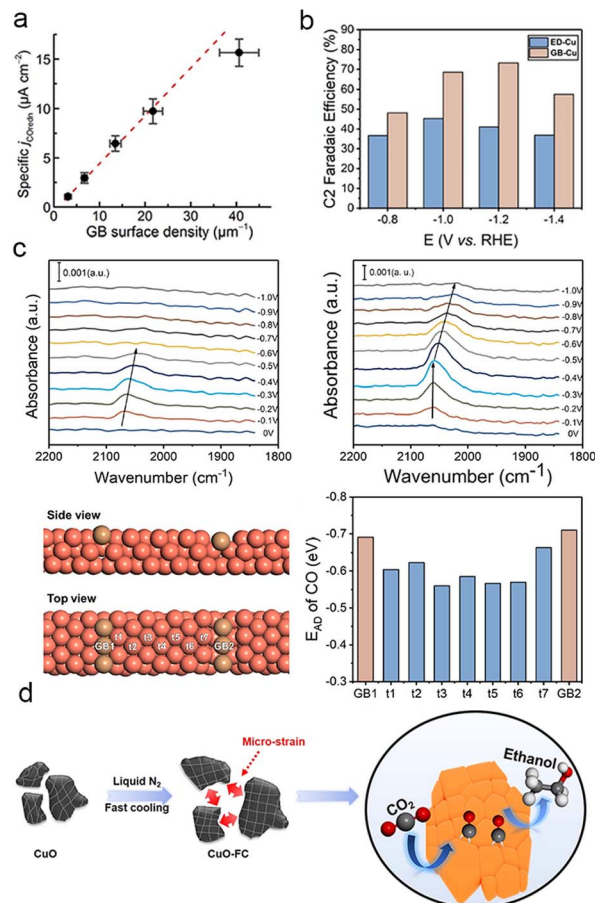 a
Specific jCOredn (µA cm⁻²)
15
10
5
0
0 10 20 30 40
GB surface density (µm⁻¹)
b
C2 Faradaic Efficiency (%)
90
80
70
60
50
40
30
20
10
0
ED-Cu
GB-Cu
-0.8 -1.0 -1.2 -1.4
E (V vs. RHE)
c
0.001(a.u.)
Absorbance (a.u.)
-1.0V
-0.9V
-0.8V
-0.7V
-0.6V
-0.5V
-0.4V
-0.3V
-0.2V
-0.1V
0V
2200 2100 2000 1900 1800
Wavenumber (cm⁻¹)
0.001(a.u.)
Absorbance (a.u.)
-1.0V
-0.9V
-0.8V
-0.7V
-0.6V
-0.5V
-0.4V
-0.3V
-0.2V
-0.1V
0V
2200 2100 2000 1900 1800
Wavenumber (cm⁻¹)
Side view
Top view
t1 t3 t5 t7
GB1 t2 t4 t6 GB2
EAD of CO (eV)
-0.8
-0.7
-0.6
-0.5
-0.4
-0.3
GB1 t1 t2 t3 t4 t5 t6 t7 GB2
d
CuO
Liquid N₂
Fast cooling
Micro-strain
CuO-FC
CO₂
Ethanol